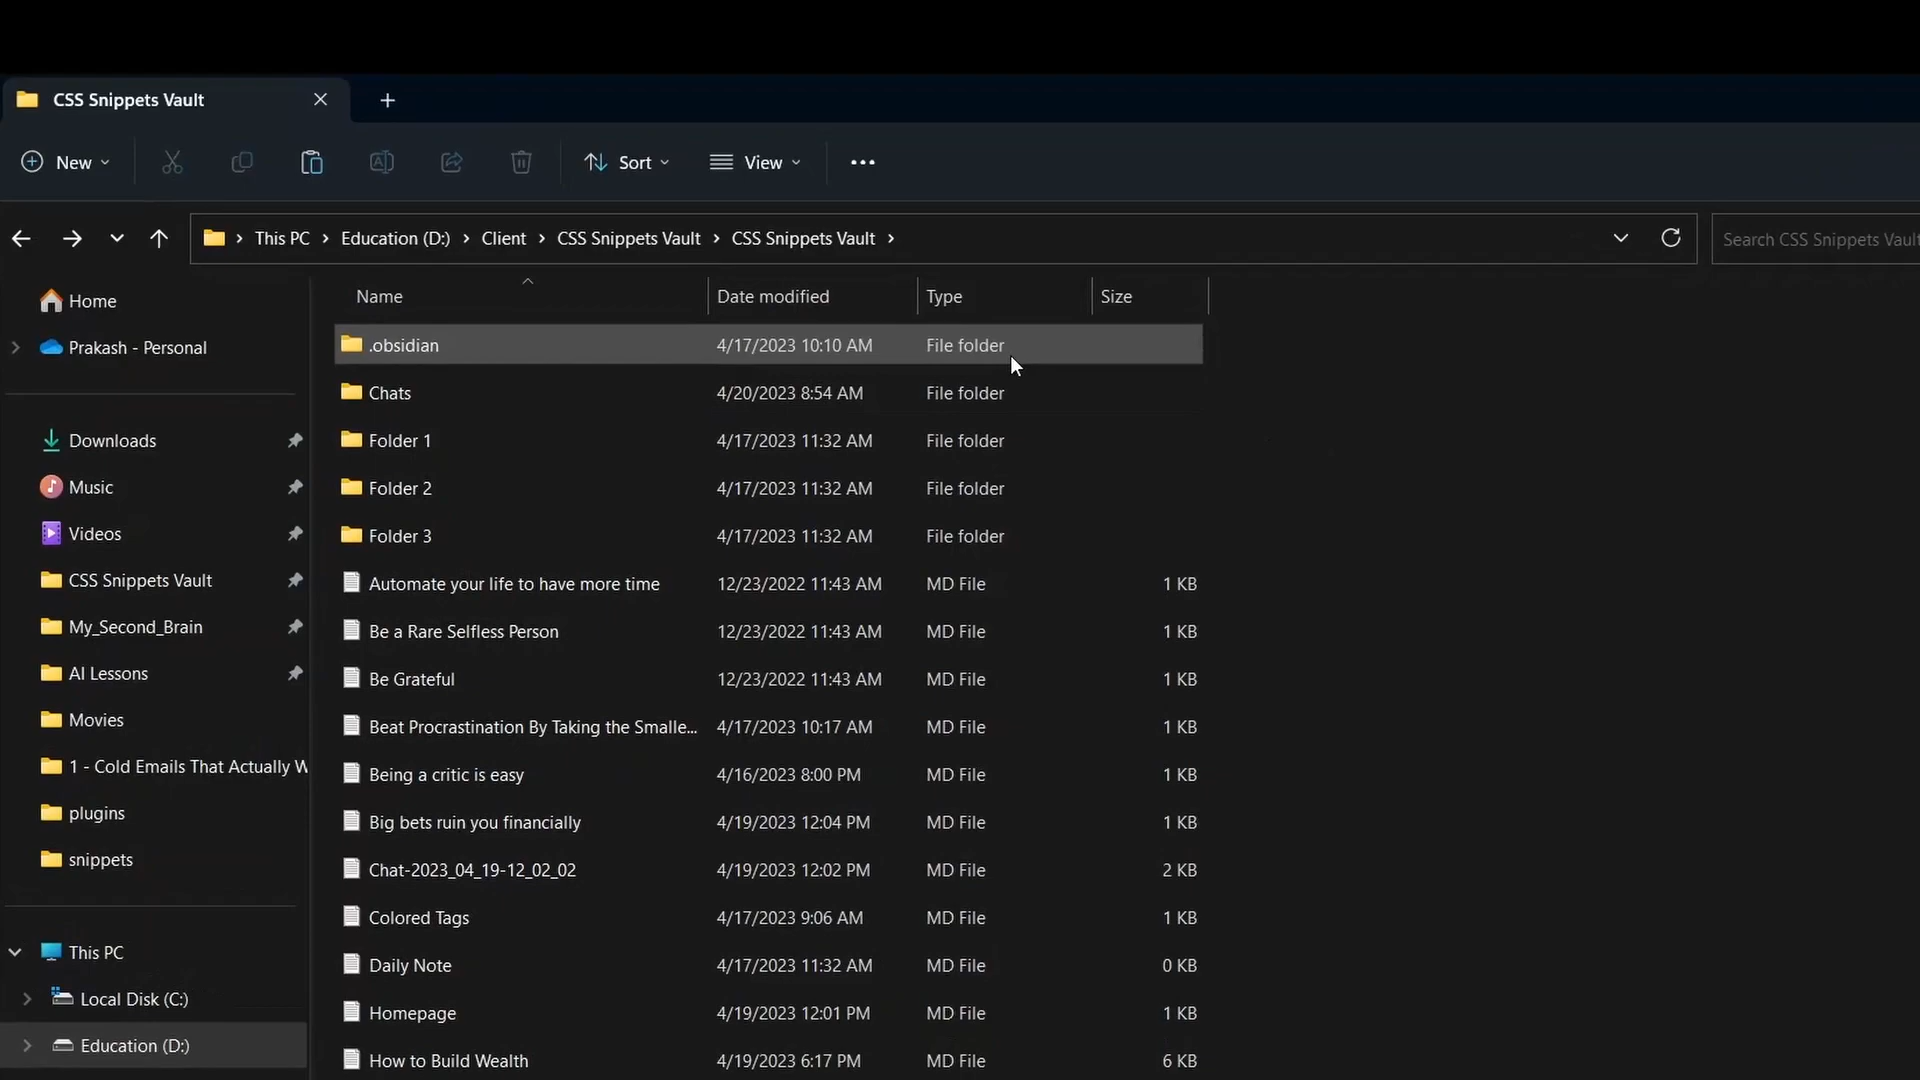 CSS Snippets Vault
New
Sort
View
This PC
Education (D:)
Client
CSS Snippets Vault
CSS Snippets Vault
Search CSS Snippets Vault
Home
Prakash - Personal
Downloads
Music
Videos
CSS Snippets Vault
My_Second_Brain
AI Lessons
Movies
1 - Cold Emails That Actually W
plugins
snippets
This PC
Local Disk (C:)
Education (D:)
Name Date modified Type Size
.obsidian 4/17/2023 10:10 AM File folder
Chats 4/20/2023 8:54 AM File folder
Folder 1 4/17/2023 11:32 AM File folder
Folder 2 4/17/2023 11:32 AM File folder
Folder 3 4/17/2023 11:32 AM File folder
Automate your life to have more time 12/23/2022 11:43 AM MD File 1 KB
Be a Rare Selfless Person 12/23/2022 11:43 AM MD File 1 KB
Be Grateful 12/23/2022 11:43 AM MD File 1 KB
Beat Procrastination By Taking the Smalle... 4/17/2023 10:17 AM MD File 1 KB
Being a critic is easy 4/16/2023 8:00 PM MD File 1 KB
Big bets ruin you financially 4/19/2023 12:04 PM MD File 1 KB
Chat-2023_04_19-12_02_02 4/19/2023 12:02 PM MD File 2 KB
Colored Tags 4/17/2023 9:06 AM MD File 1 KB
Daily Note 4/17/2023 11:32 AM MD File 0 KB
Homepage 4/19/2023 12:01 PM MD File 1 KB
How to Build Wealth 4/19/2023 6:17 PM MD File 6 KB